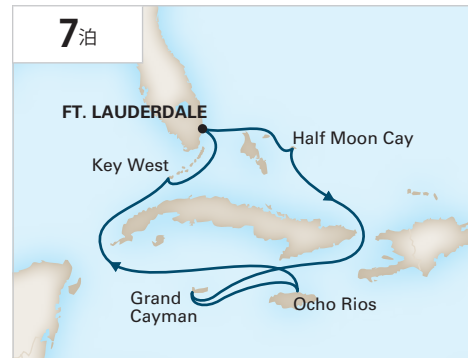 7泊
FT. LAUDERDALE
Half Moon Cay
Key West
Grand
Cayman
Ocho Rios